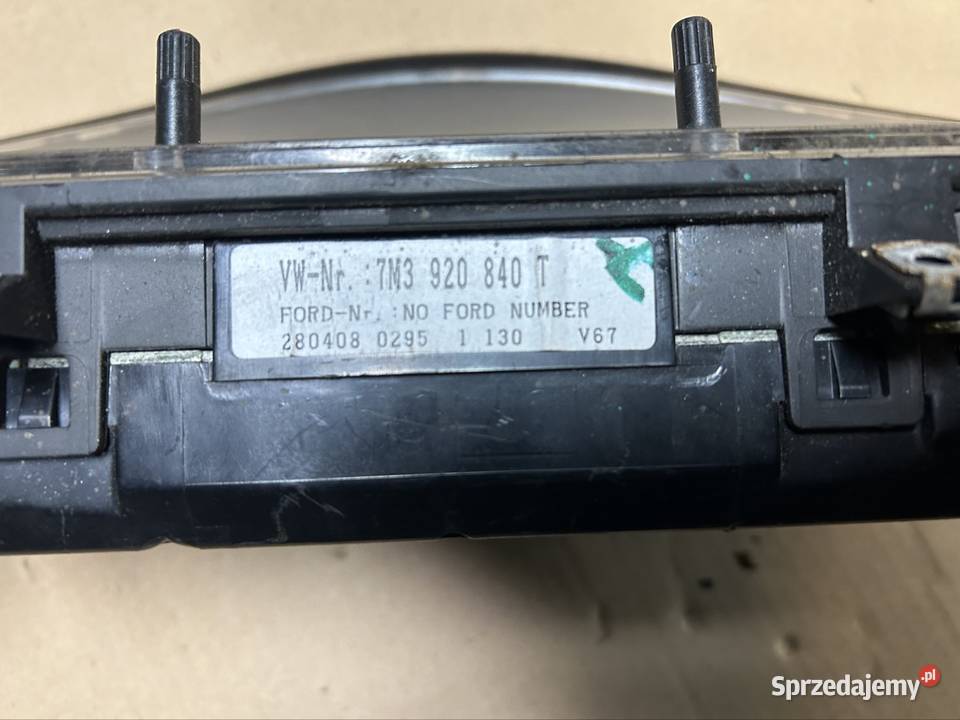 VW-Nr. :7M3 920 840 T
FORD-Nr. :NO FORD NUMBER
280408 0295 1 130 V67
Sprzedajemy.pl